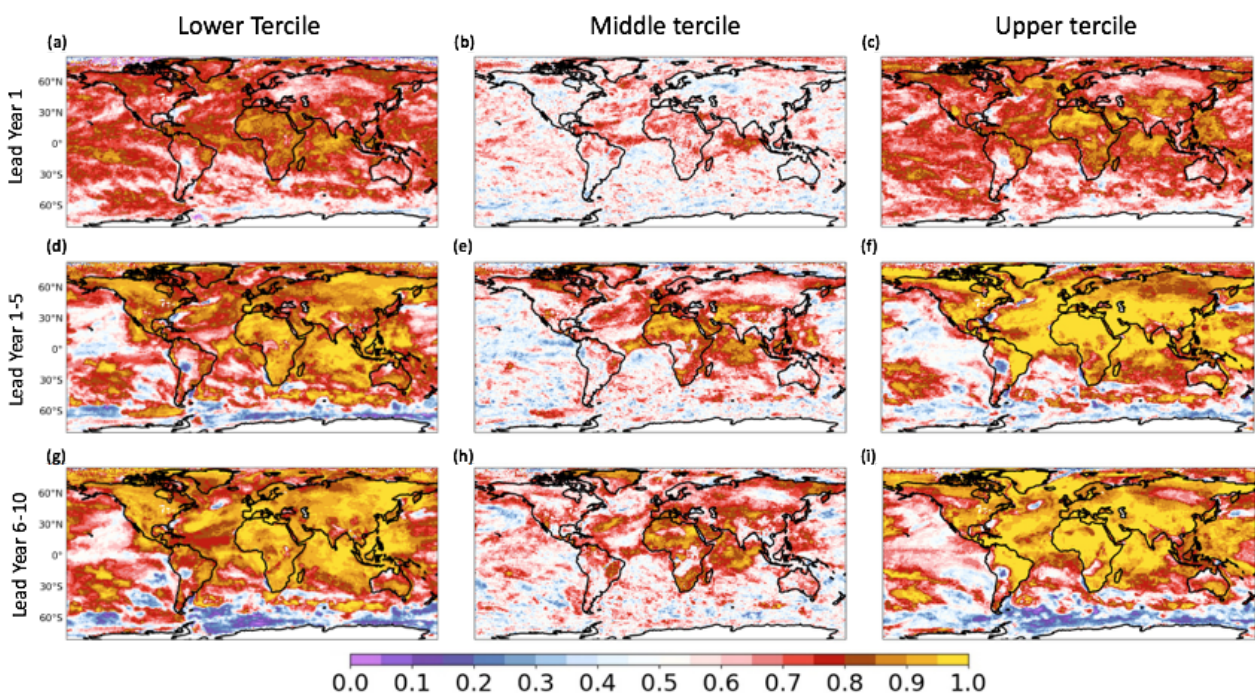 Lower Tercile Middle tercile Upper tercile
(a) (b) (c)
Lead Year 1
60°N
30°N
0°
30°S
60°S
(d) (e) (f)
Lead Year 1-5
60°N
30°N
0°
30°S
60°S
(g) (h) (i)
Lead Year 6-10
60°N
30°N
0°
30°S
60°S
0.0 0.1 0.2 0.3 0.4 0.5 0.6 0.7 0.8 0.9 1.0